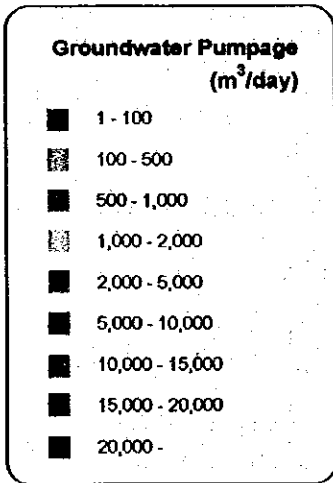 Groundwater Pumpage
(m³/day)
1 - 100
100 - 500
500 - 1,000
1,000 - 2,000
2,000 - 5,000
5,000 - 10,000
10,000 - 15,000
15,000 - 20,000
20,000 -